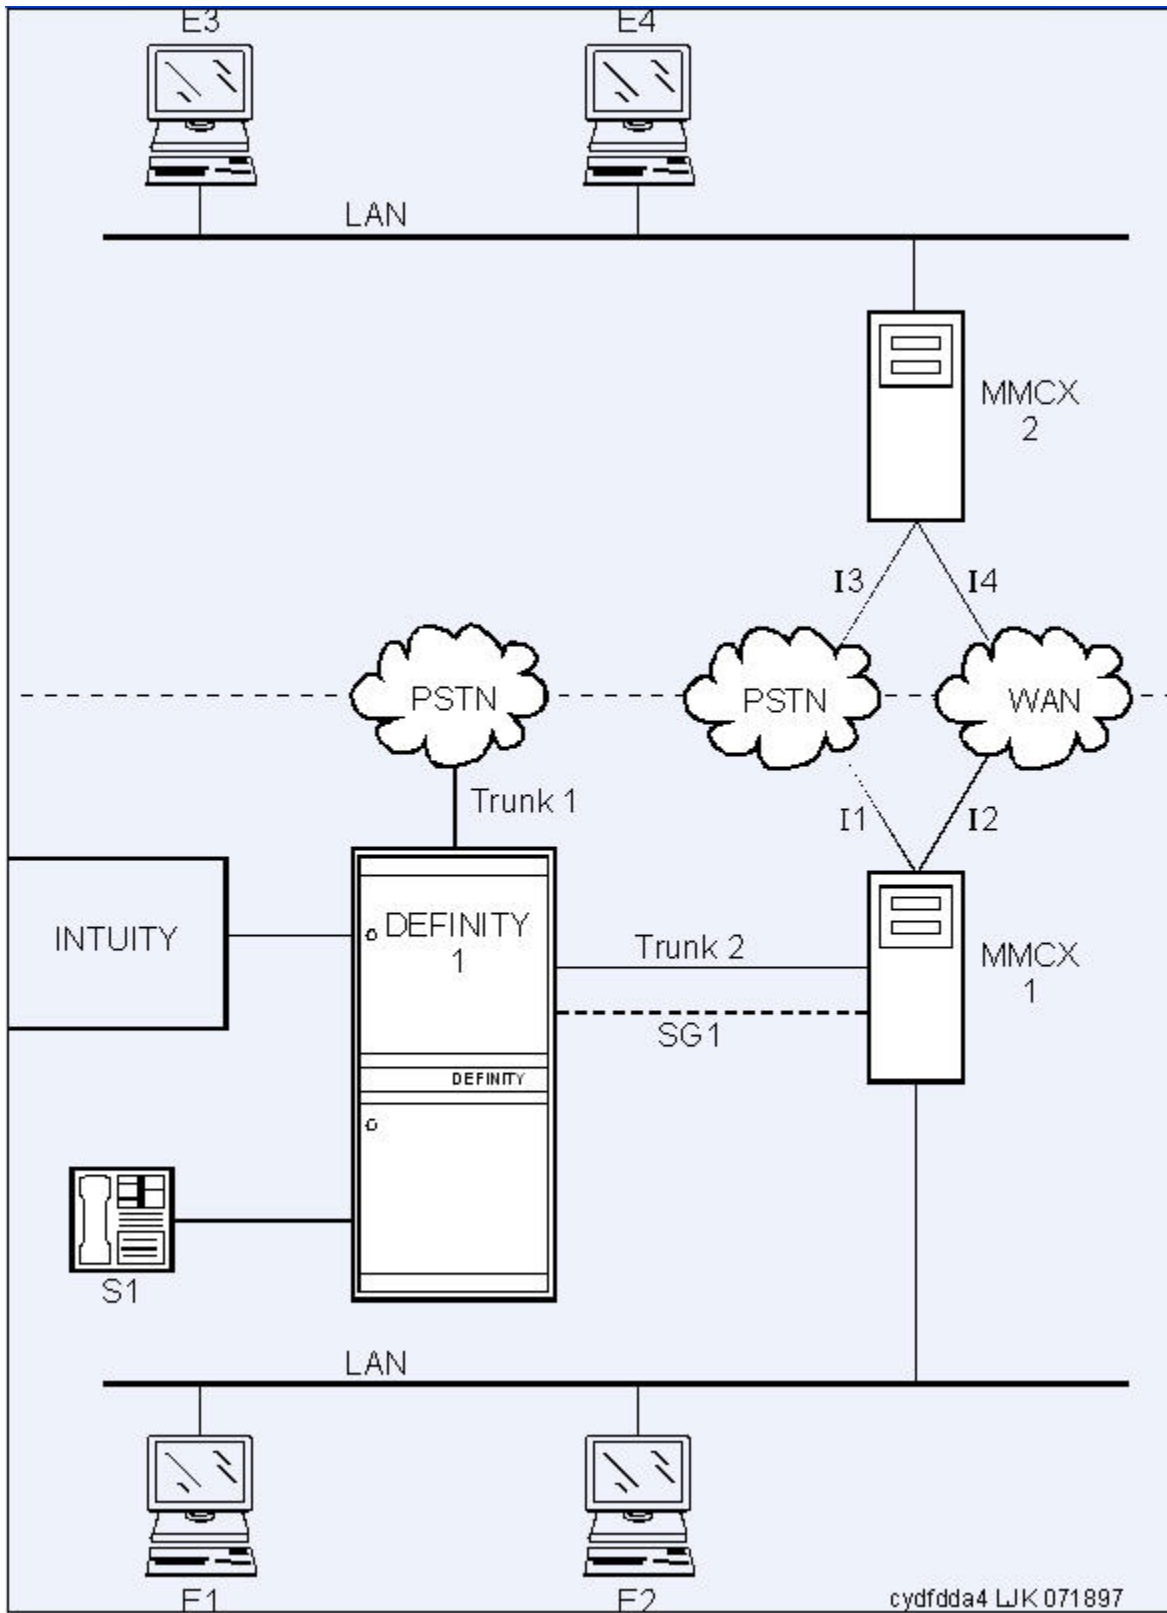 E3
E4
LAN
MMCX
2
I3
I4
PSTN
PSTN
WAN
Trunk 1
I1
I2
INTUITY
DEFINITY
1
Trunk 2
MMCX
1
SG1
DEFINITY
S1
LAN
E1
E2
cydfdda4 LJK 071897